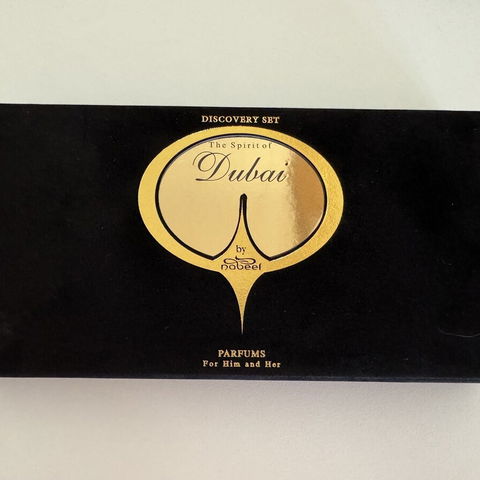 DISCOVERY SET
The Spirit of
Dubai
by
nabeel
PARFUMS
For Him and Her